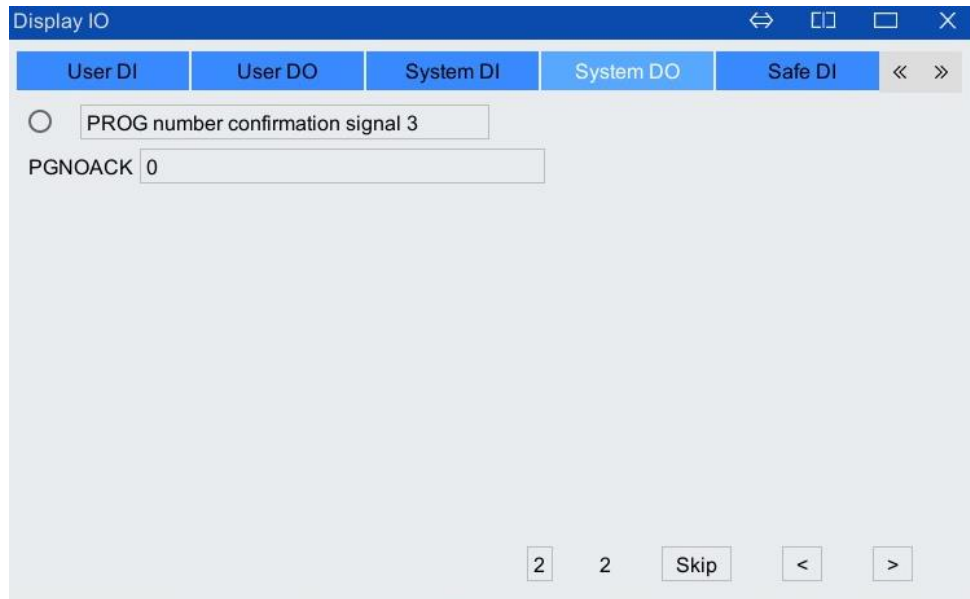 Display IO
User DI User DO System DI System DO Safe DI « »
PROG number confirmation signal 3
PGNOACK 0
2 2 Skip < >